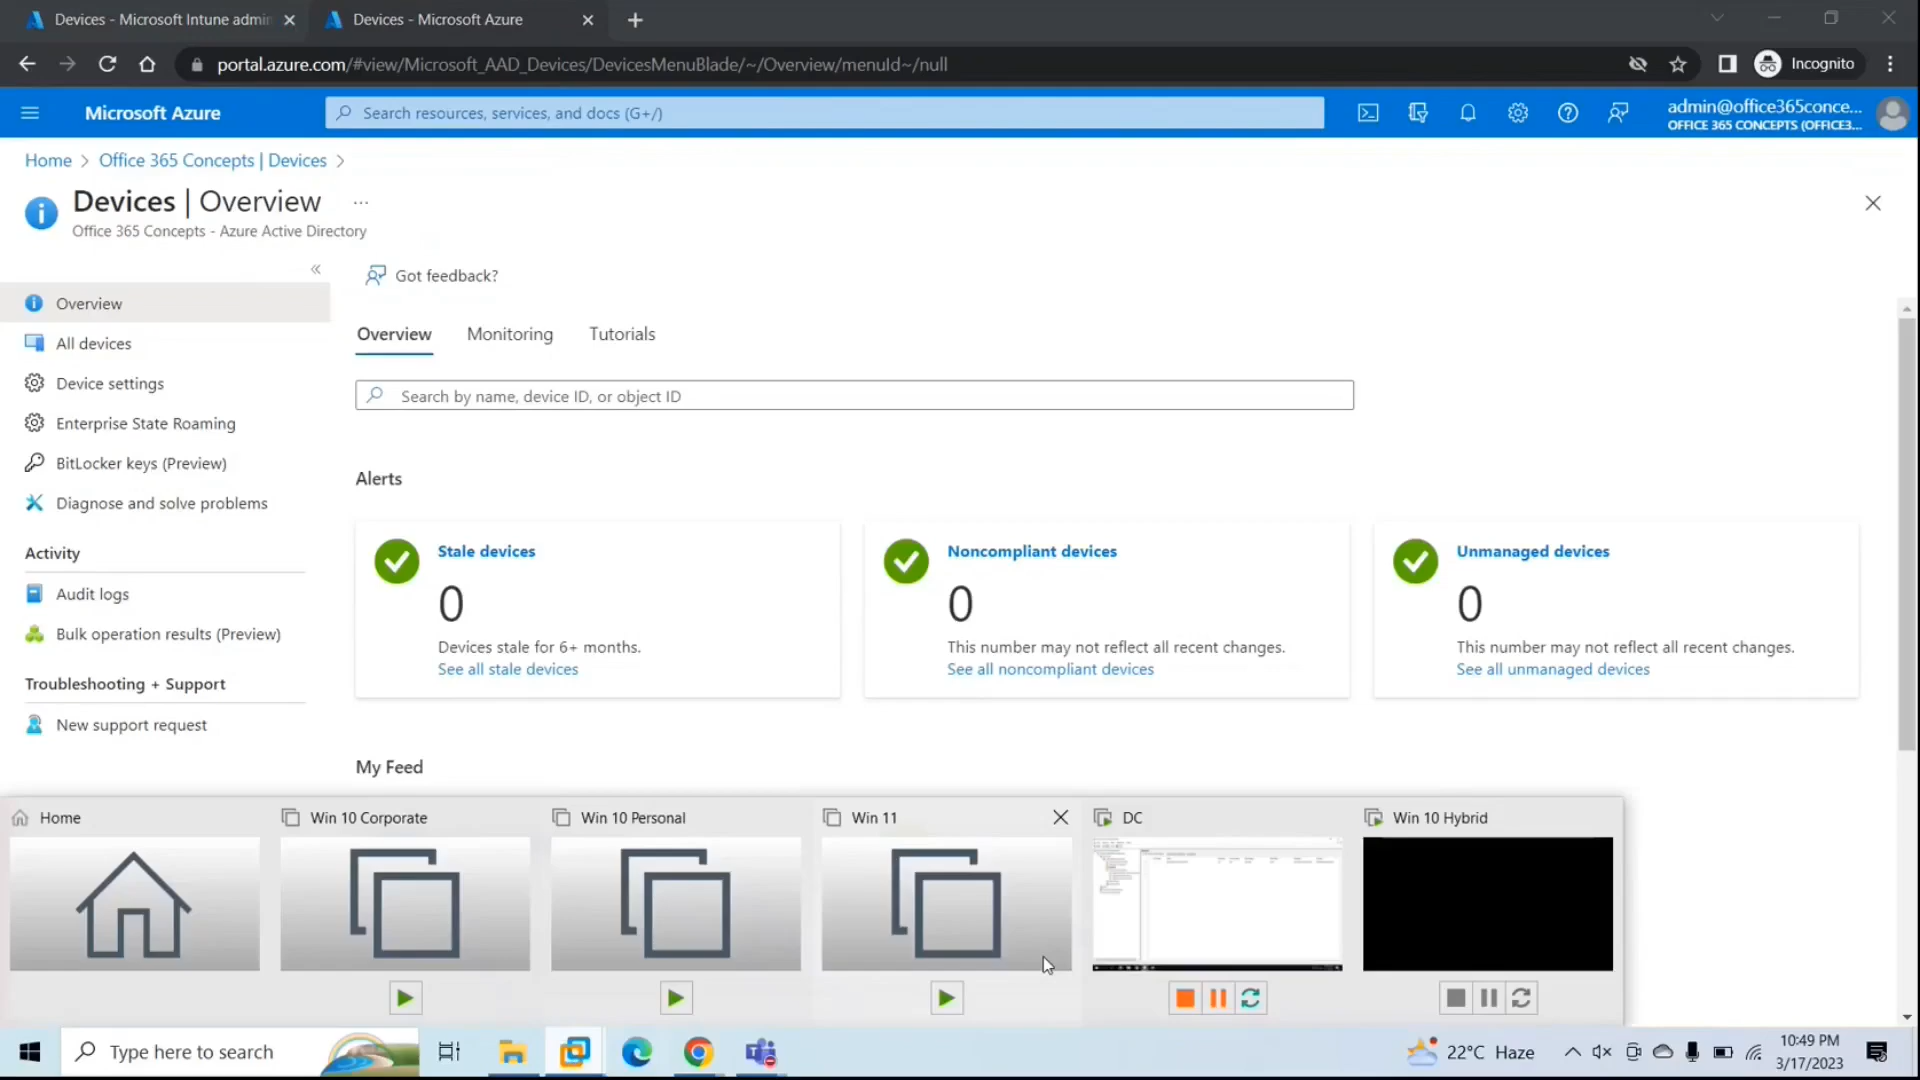 Devices - Microsoft Intune admin
Devices - Microsoft Azure
portal.azure.com/#view/Microsoft_AAD_Devices/DevicesMenuBlade/~/Overview/menuId~/null
Incognito
Microsoft Azure
Search resources, services, and docs (G+/)
admin@office365conce...
OFFICE 365 CONCEPTS (OFFICE3...
Home > Office 365 Concepts | Devices >
Devices | Overview ...
Office 365 Concepts - Azure Active Directory
Got feedback?
Overview
All devices
Device settings
Enterprise State Roaming
BitLocker keys (Preview)
Diagnose and solve problems
Activity
Audit logs
Bulk operation results (Preview)
Troubleshooting + Support
New support request
Overview Monitoring Tutorials
Search by name, device ID, or object ID
Alerts
Stale devices
0
Devices stale for 6+ months.
See all stale devices
Noncompliant devices
0
This number may not reflect all recent changes.
See all noncompliant devices
Unmanaged devices
0
This number may not reflect all recent changes.
See all unmanaged devices
My Feed
Home
Win 10 Corporate
Win 10 Personal
Win 11
DC
Win 10 Hybrid
Type here to search
22°C Haze
10:49 PM
3/17/2023